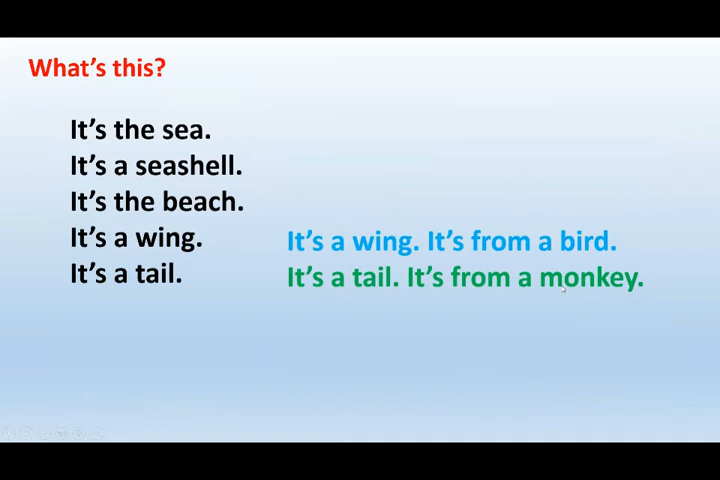 What's this?
It's the sea.
It's a seashell.
It's the beach.
It's a wing.
It's a tail.
It's a wing. It's from a bird.
It's a tail. It's from a monkey.